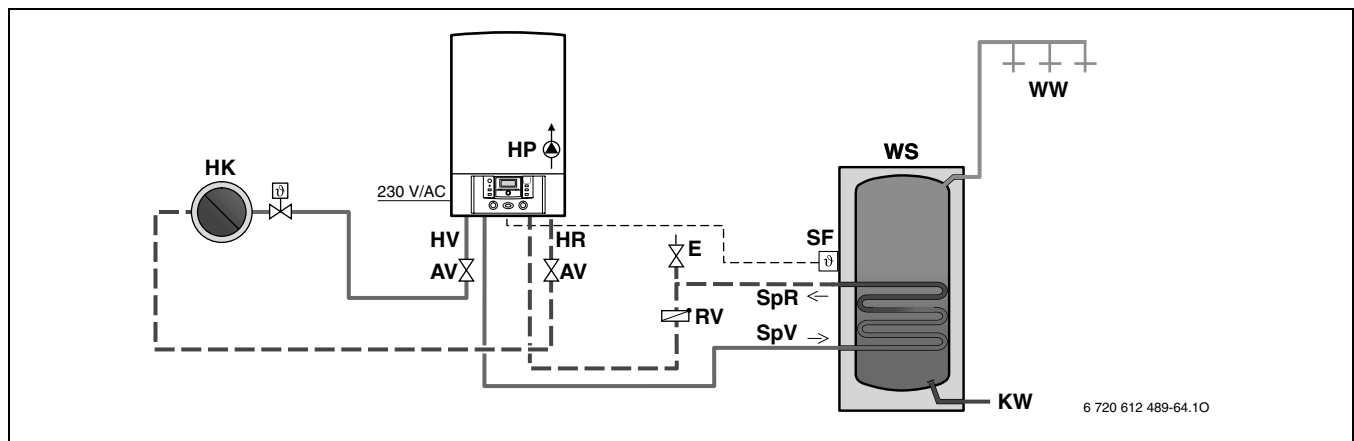 WW
HP
WS
HK
ϑ
230 V/AC
HV
HR
E
SF
ϑ
AV
AV
SpR
RV
SpV
KW
6 720 612 489-64.1O